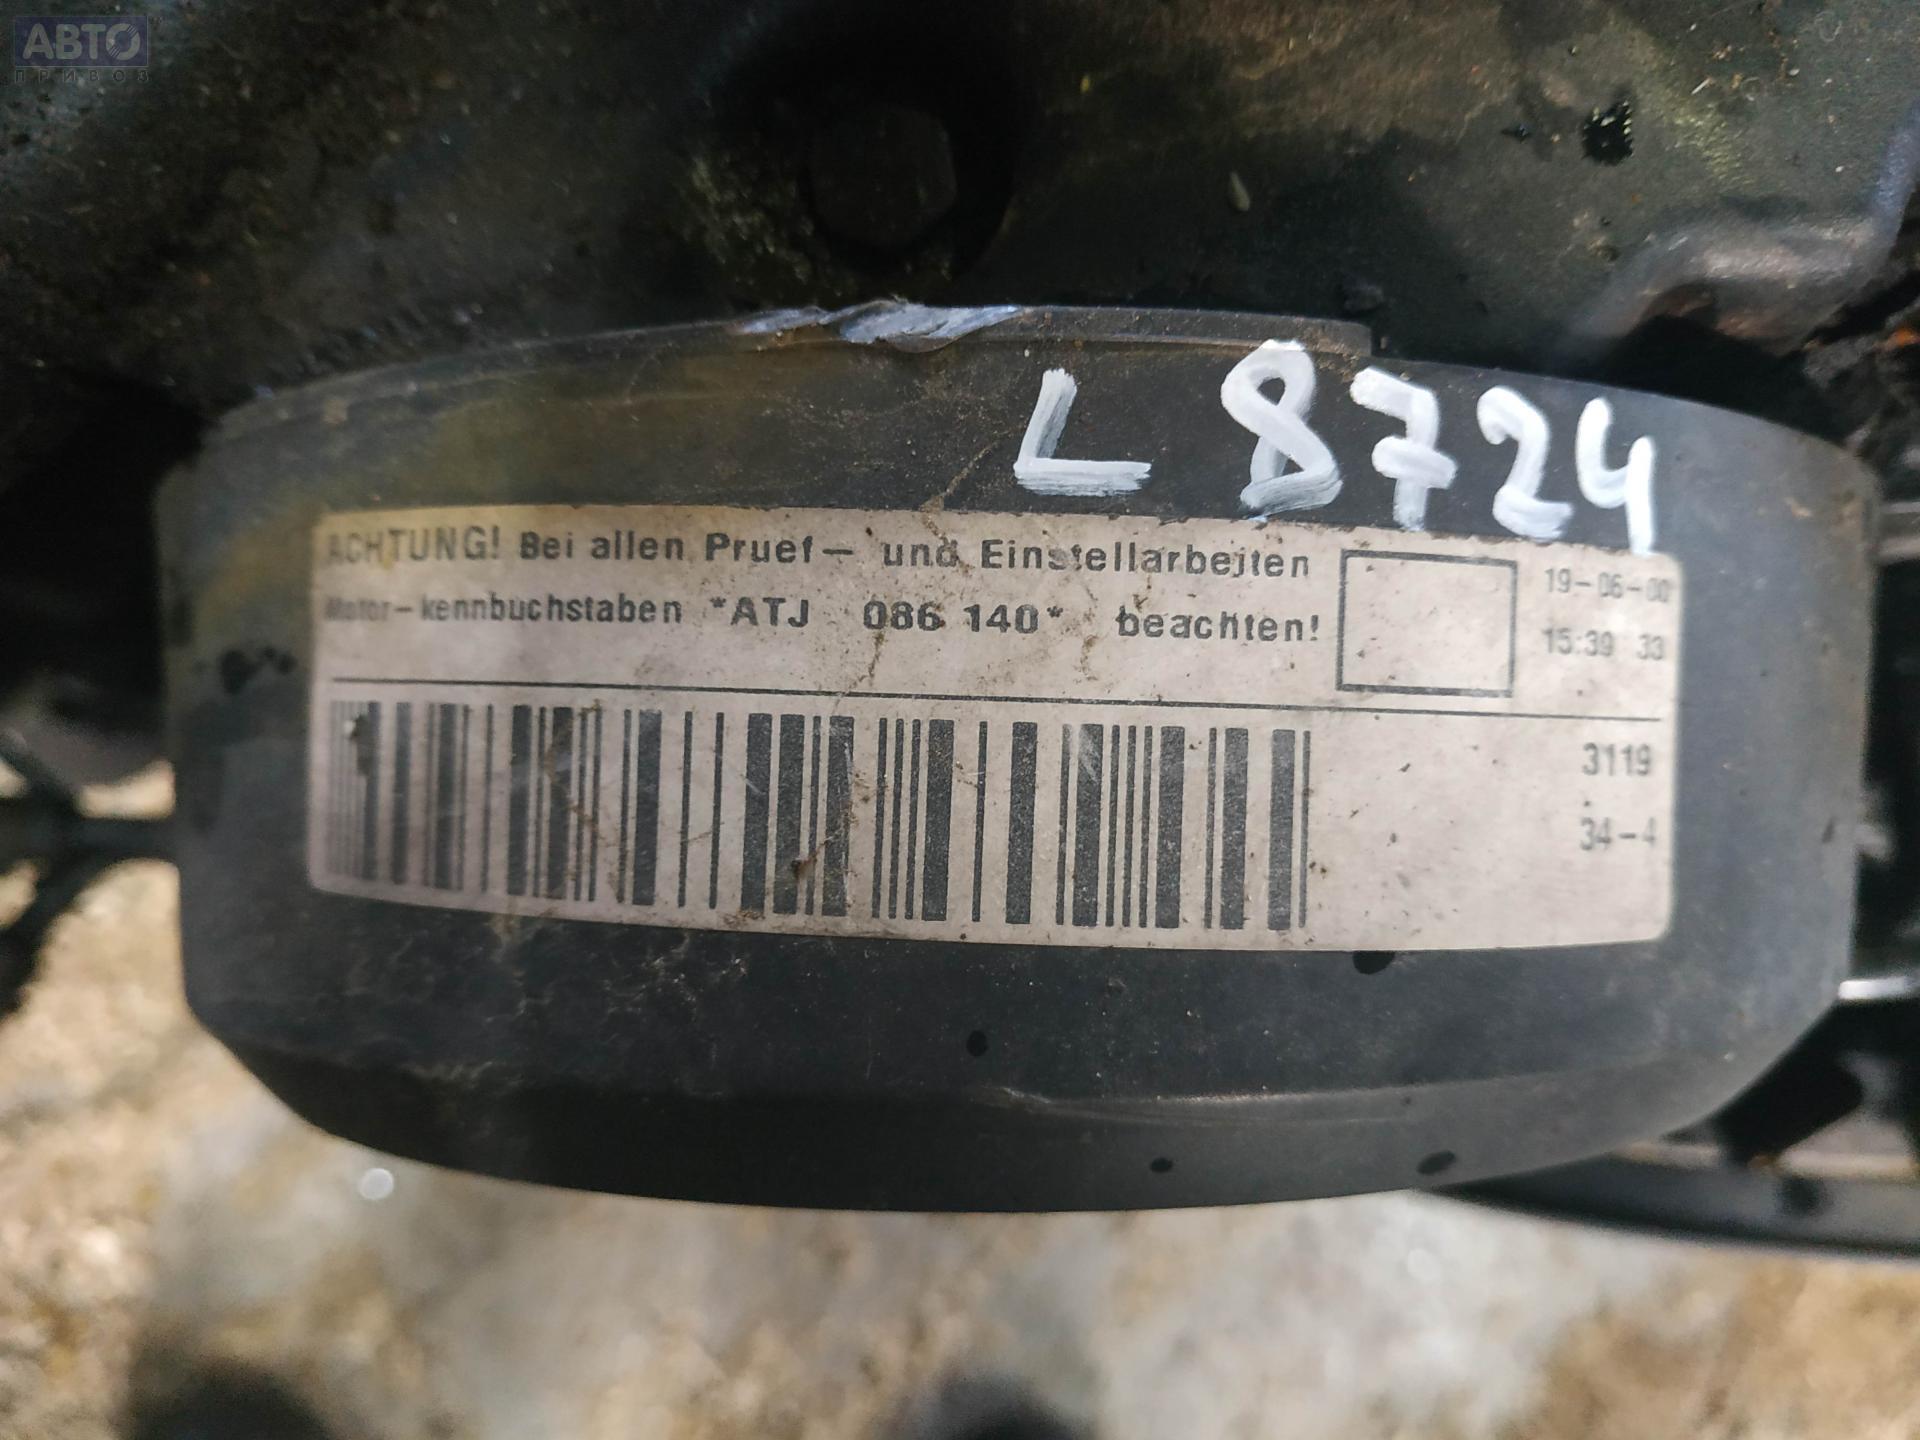 АВТО
ПРИВОЗ
L 8724
ACHTUNG! Bei allen Pruef- und Einstellarbeiten
Motor-kennbuchstaben *ATJ 086 140* beachten!
19-06-00
15:39 33
3119
34-4